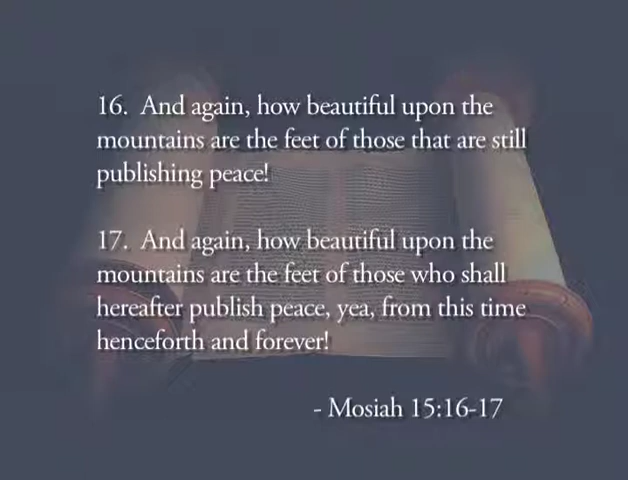 16.  And again, how beautiful upon the
mountains are the feet of those that are still
publishing peace!
17.  And again, how beautiful upon the
mountains are the feet of those who shall
hereafter publish peace, yea, from this time
henceforth and forever!
- Mosiah 15:16-17